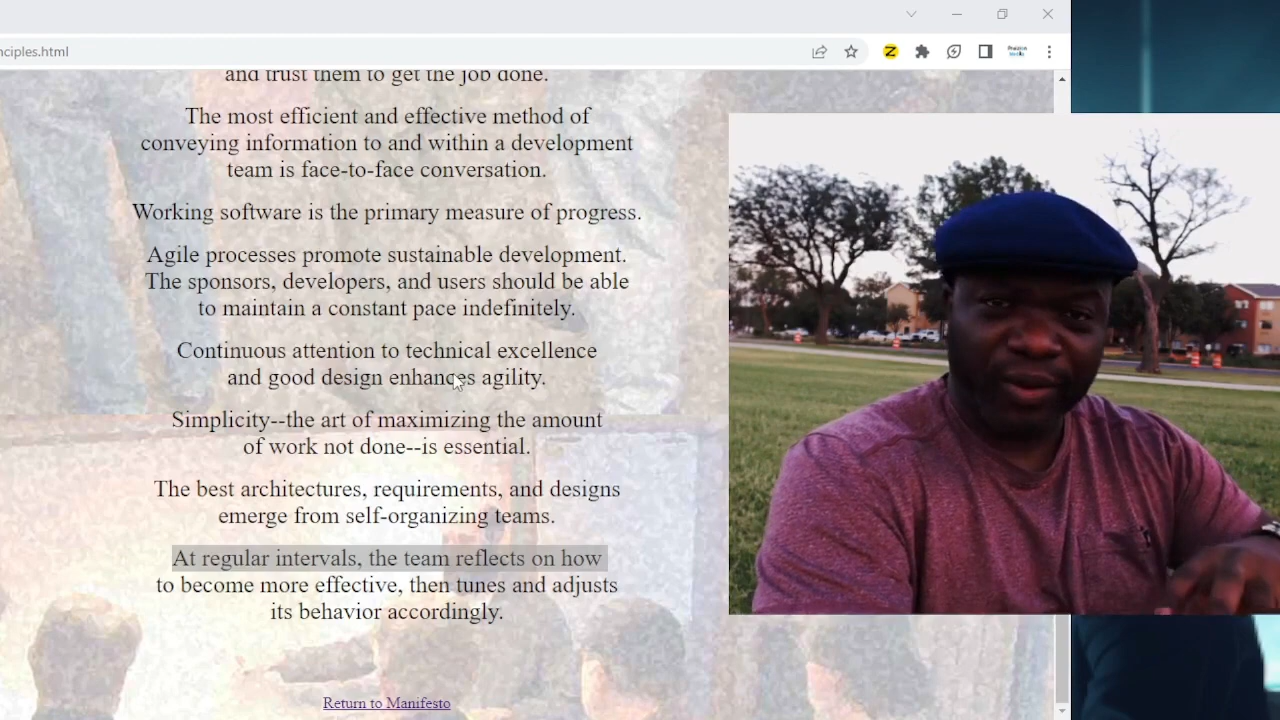 nciples.html
and trust them to get the job done.
The most efficient and effective method of
conveying information to and within a development
team is face-to-face conversation.
Working software is the primary measure of progress.
Agile processes promote sustainable development.
The sponsors, developers, and users should be able
to maintain a constant pace indefinitely.
Continuous attention to technical excellence
and good design enhances agility.
Simplicity--the art of maximizing the amount
of work not done--is essential.
The best architectures, requirements, and designs
emerge from self-organizing teams.
At regular intervals, the team reflects on how
to become more effective, then tunes and adjusts
its behavior accordingly.
Return to Manifesto